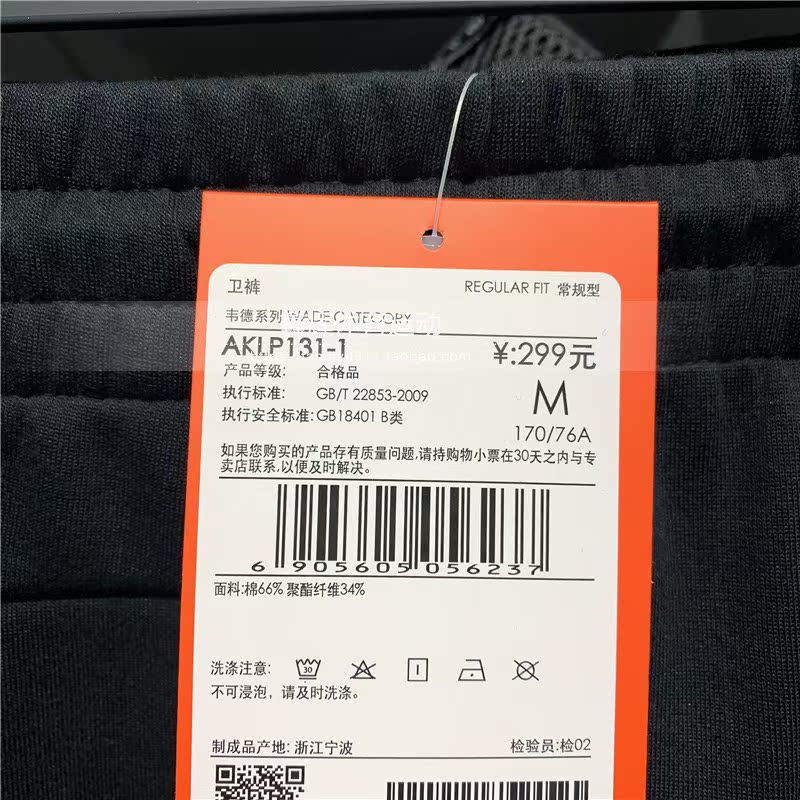 卫裤
REGULAR FIT 常规型
韦德系列 WADE CATEGORY
AKLP131-1
¥:299元
产品等级: 合格品
执行标准: GB/T 22853-2009
M
执行安全标准:GB18401 B类
170/76A
如果您购买的产品存有质量问题,请持购物小票在30天之内与专
卖店联系,以便及时解决。
6 905605 056237
面料:棉66% 聚酯纤维34%
洗涤注意:
30
不可浸泡，请及时洗涤。
制成品产地: 浙江宁波
检验员:检02